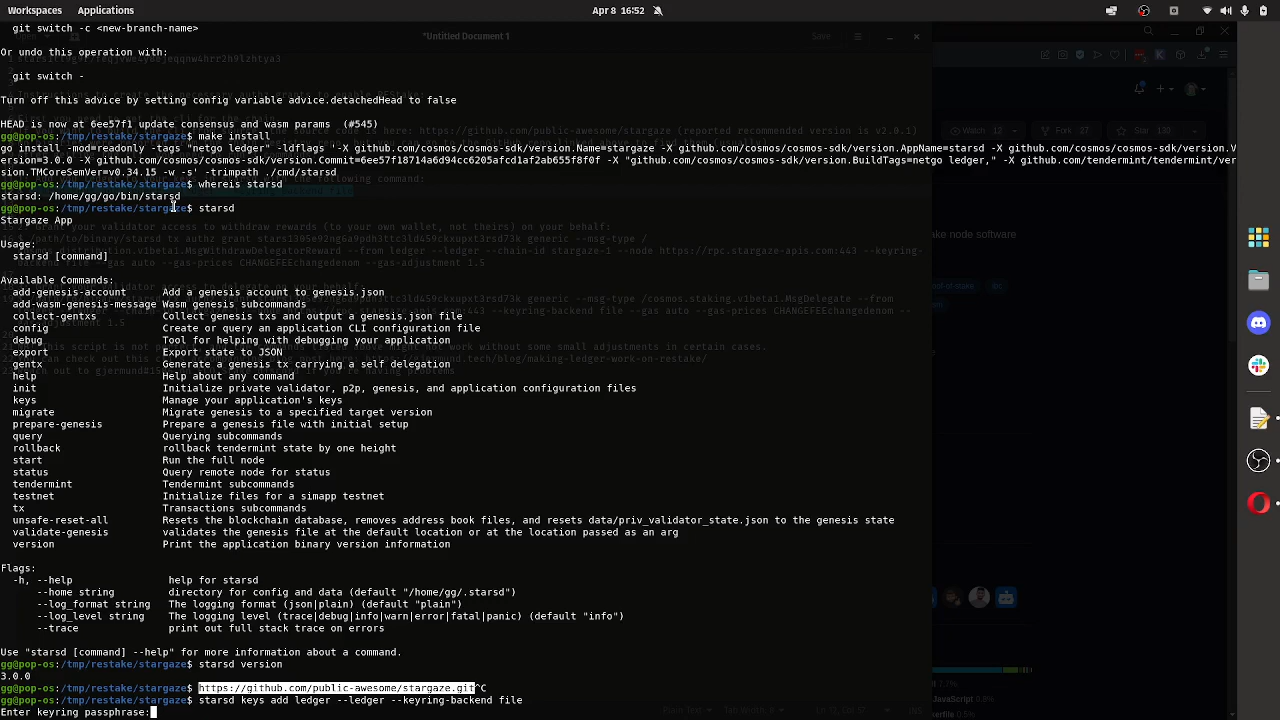 Workspaces Applications Apr 8 16:52
git switch -c <new-branch-name>
Or undo this operation with:
git switch -
Turn off this advice by setting config variable advice.detachedHead to false
HEAD is now at 6ee57f1 update consensus and wasm params (#545)
gg@pop-os:/tmp/restake/stargaze$ make install
go install -mod=readonly -tags "netgo ledger," -ldflags '-X github.com/cosmos/cosmos-sdk/version.Name=stargaze -X github.com/cosmos/cosmos-sdk/version.AppName=starsd -X github.com/cosmos/cosmos-sdk/version.V
ersion=3.0.0 -X github.com/cosmos/cosmos-sdk/version.Commit=6ee57f18714a6d94cc6205afcd1af2ab655f8f0f -X "github.com/cosmos/cosmos-sdk/version.BuildTags=netgo ledger," -X github.com/tendermint/tendermint/ver
sion.TMCoreSemVer=v0.34.15 -w -s' -trimpath ./cmd/starsd
gg@pop-os:/tmp/restake/stargaze$ whereis starsd
starsd: /home/gg/go/bin/starsd
gg@pop-os:/tmp/restake/stargaze$ starsd
Stargaze App
Usage:
starsd [command]
Available Commands:
add-genesis-account Add a genesis account to genesis.json
add-wasm-genesis-message Wasm genesis subcommands
collect-gentxs Collect genesis txs and output a genesis.json file
config Create or query an application CLI configuration file
debug Tool for helping with debugging your application
export Export state to JSON
gentx Generate a genesis tx carrying a self delegation
help Help about any command
init Initialize private validator, p2p, genesis, and application configuration files
keys Manage your application's keys
migrate Migrate genesis to a specified target version
prepare-genesis Prepare a genesis file with initial setup
query Querying subcommands
rollback rollback tendermint state by one height
start Run the full node
status Query remote node for status
tendermint Tendermint subcommands
testnet Initialize files for a simapp testnet
tx Transactions subcommands
unsafe-reset-all Resets the blockchain database, removes address book files, and resets data/priv_validator_state.json to the genesis state
validate-genesis validates the genesis file at the default location or at the location passed as an arg
version Print the application binary version information
Flags:
-h, --help help for starsd
--home string directory for config and data (default "/home/gg/.starsd")
--log_format string The logging format (json|plain) (default "plain")
--log_level string The logging level (trace|debug|info|warn|error|fatal|panic) (default "info")
--trace print out full stack trace on errors
Use "starsd [command] --help" for more information about a command.
gg@pop-os:/tmp/restake/stargaze$ starsd version
3.0.0
gg@pop-os:/tmp/restake/stargaze$ https://github.com/public-awesome/stargaze.git^C
gg@pop-os:/tmp/restake/stargaze$ starsd keys add ledger --ledger --keyring-backend file
Enter keyring passphrase:
*Untitled Document 1
Save
Watch 12
Fork 27
Star 130
ake node software